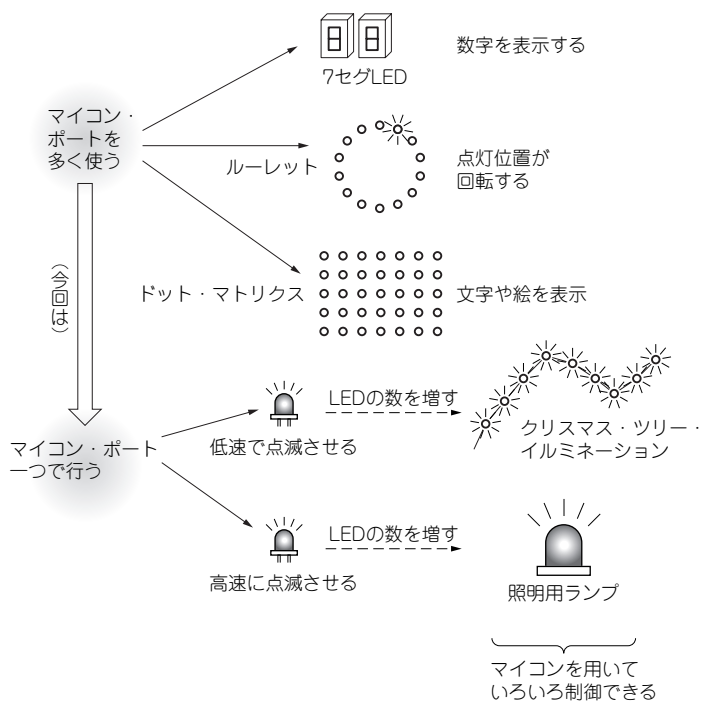 7セグLED
数字を表示する
マイコン・
ポートを
多く使う
ルーレット
点灯位置が
回転する
(今回は)
ドット・マトリクス
文字や絵を表示
LEDの数を増す
低速で点滅させる
クリスマス・ツリー・
イルミネーション
マイコン・ポート
一つで行う
LEDの数を増す
高速に点滅させる
照明用ランプ
マイコンを用いて
いろいろ制御できる